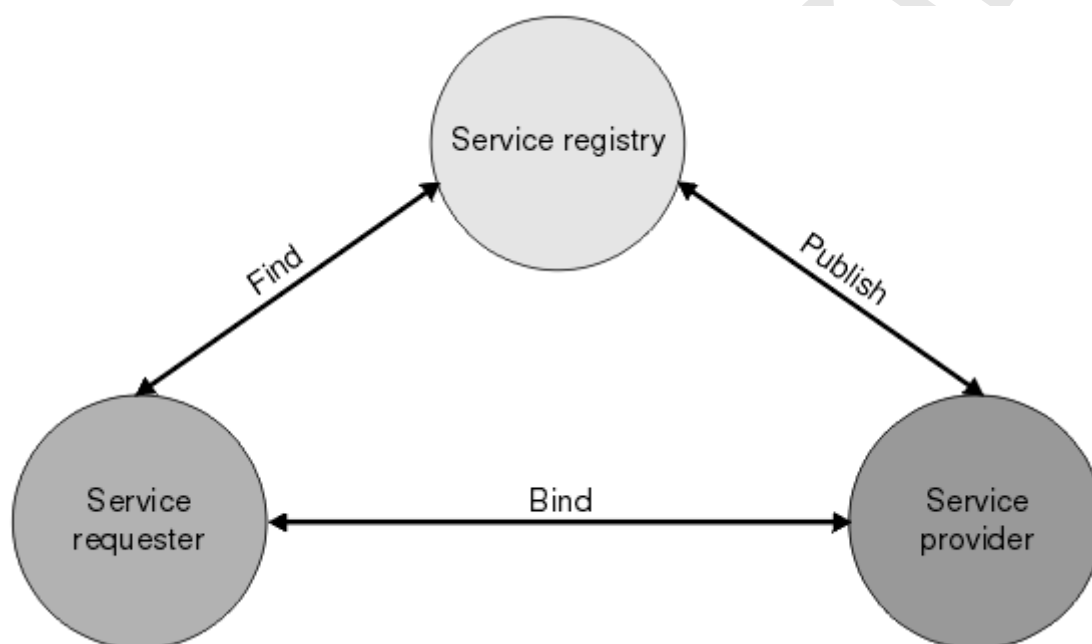 Service registry
Find
Publish
Service
requester
Bind
Service
provider